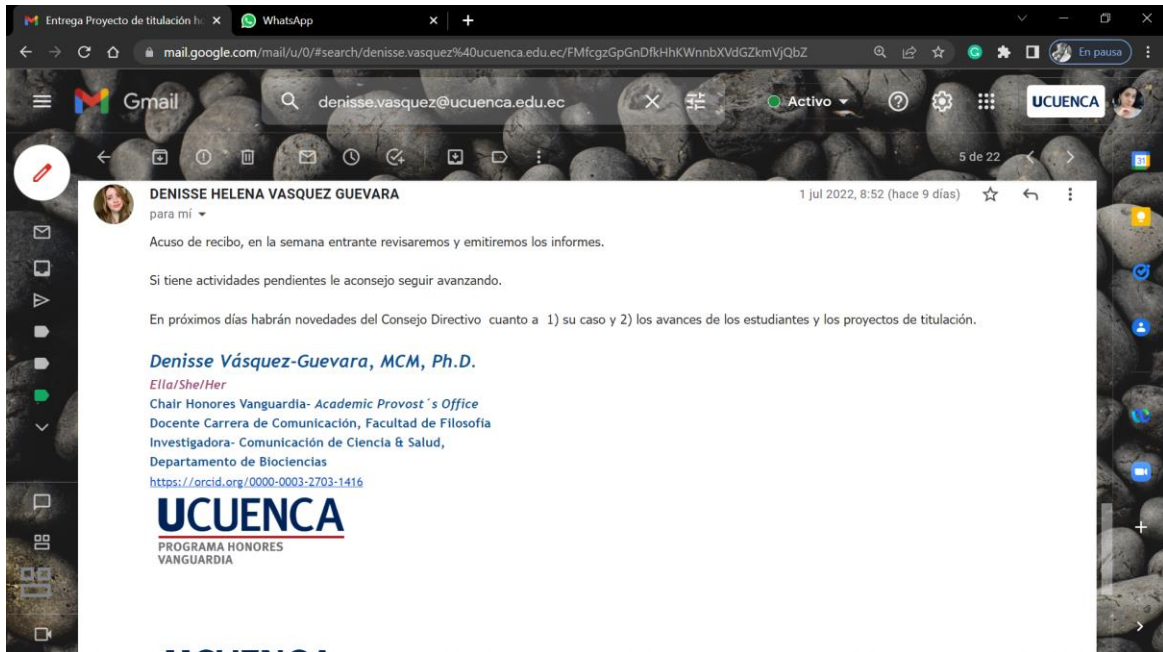 Entrega Proyecto de titulación ho
WhatsApp
mail.google.com/mail/u/0/#search/denisse.vasquez%40ucuenca.edu.ec/FMfcgzGpGnDfkHhKWnnbXVdGZkmVjQbZ
En pausa
Gmail
denisse.vasquez@ucuenca.edu.ec
Activo
UCUENCA
5 de 22
31
DENISSE HELENA VASQUEZ GUEVARA
1 jul 2022, 8:52 (hace 9 días)
para mí
Acuso de recibo, en la semana entrante revisaremos y emitiremos los informes.
Si tiene actividades pendientes le aconsejo seguir avanzando.
En próximos días habrán novedades del Consejo Directivo cuanto a 1) su caso y 2) los avances de los estudiantes y los proyectos de titulación.
Denisse Vásquez-Guevara, MCM, Ph.D.
Ella/She/Her
Chair Honores Vanguardia- Academic Provost´s Office
Docente Carrera de Comunicación, Facultad de Filosofía
Investigadora- Comunicación de Ciencia & Salud,
Departamento de Biociencias
https://orcid.org/0000-0003-2703-1416
UCUENCA
PROGRAMA HONORES
VANGUARDIA